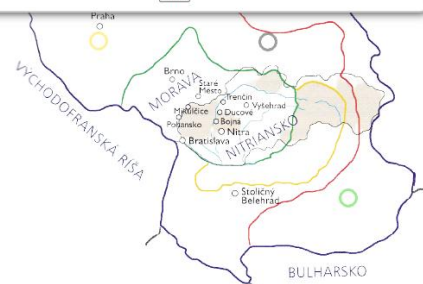 Praha
VÝCHODOFRANSKÁ RÍŠA
Brno
MORAVA
Staré
Mesto
Trenčín
Vyšehrad
Mikulčice
Ducové
Pohansko
Bojná
Nitra
NITRIANSKO
Bratislava
Stoličný
Belehrad
BULHARSKO